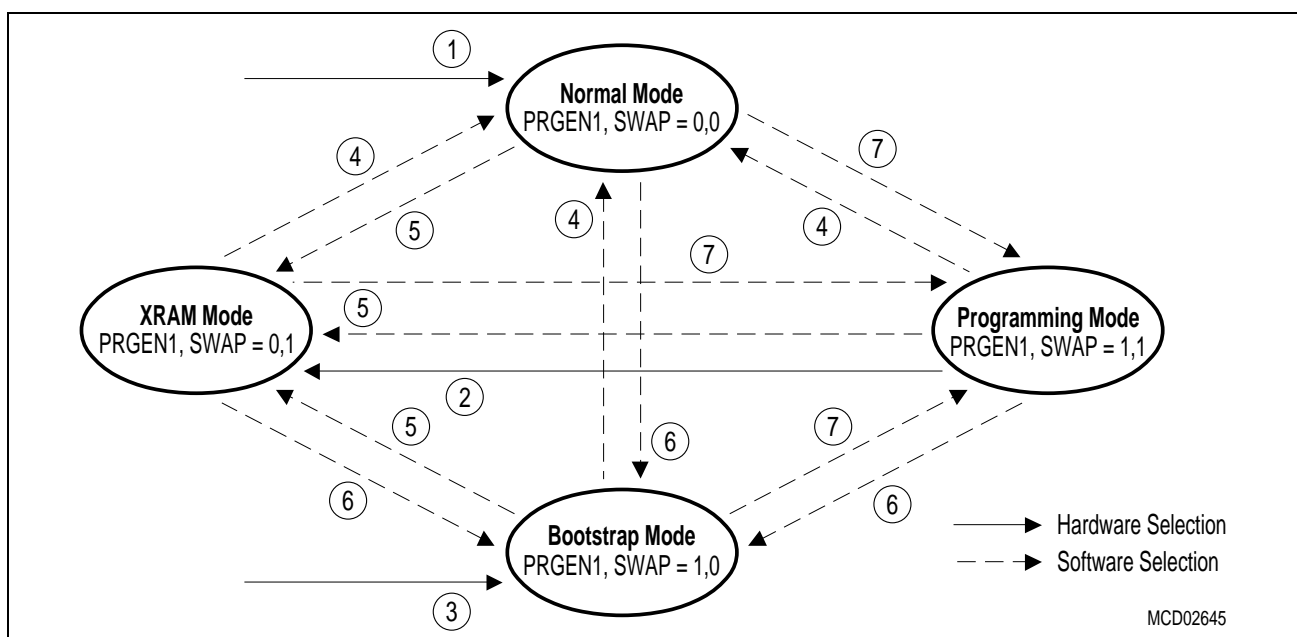 1
Normal Mode
PRGEN1, SWAP = 0,0
4
7
5
4
4
7
5
XRAM Mode
PRGEN1, SWAP = 0,1
Programming Mode
PRGEN1, SWAP = 1,1
2
5
6
7
6
6
Bootstrap Mode
PRGEN1, SWAP = 1,0
3
Hardware Selection
Software Selection
MCD02645